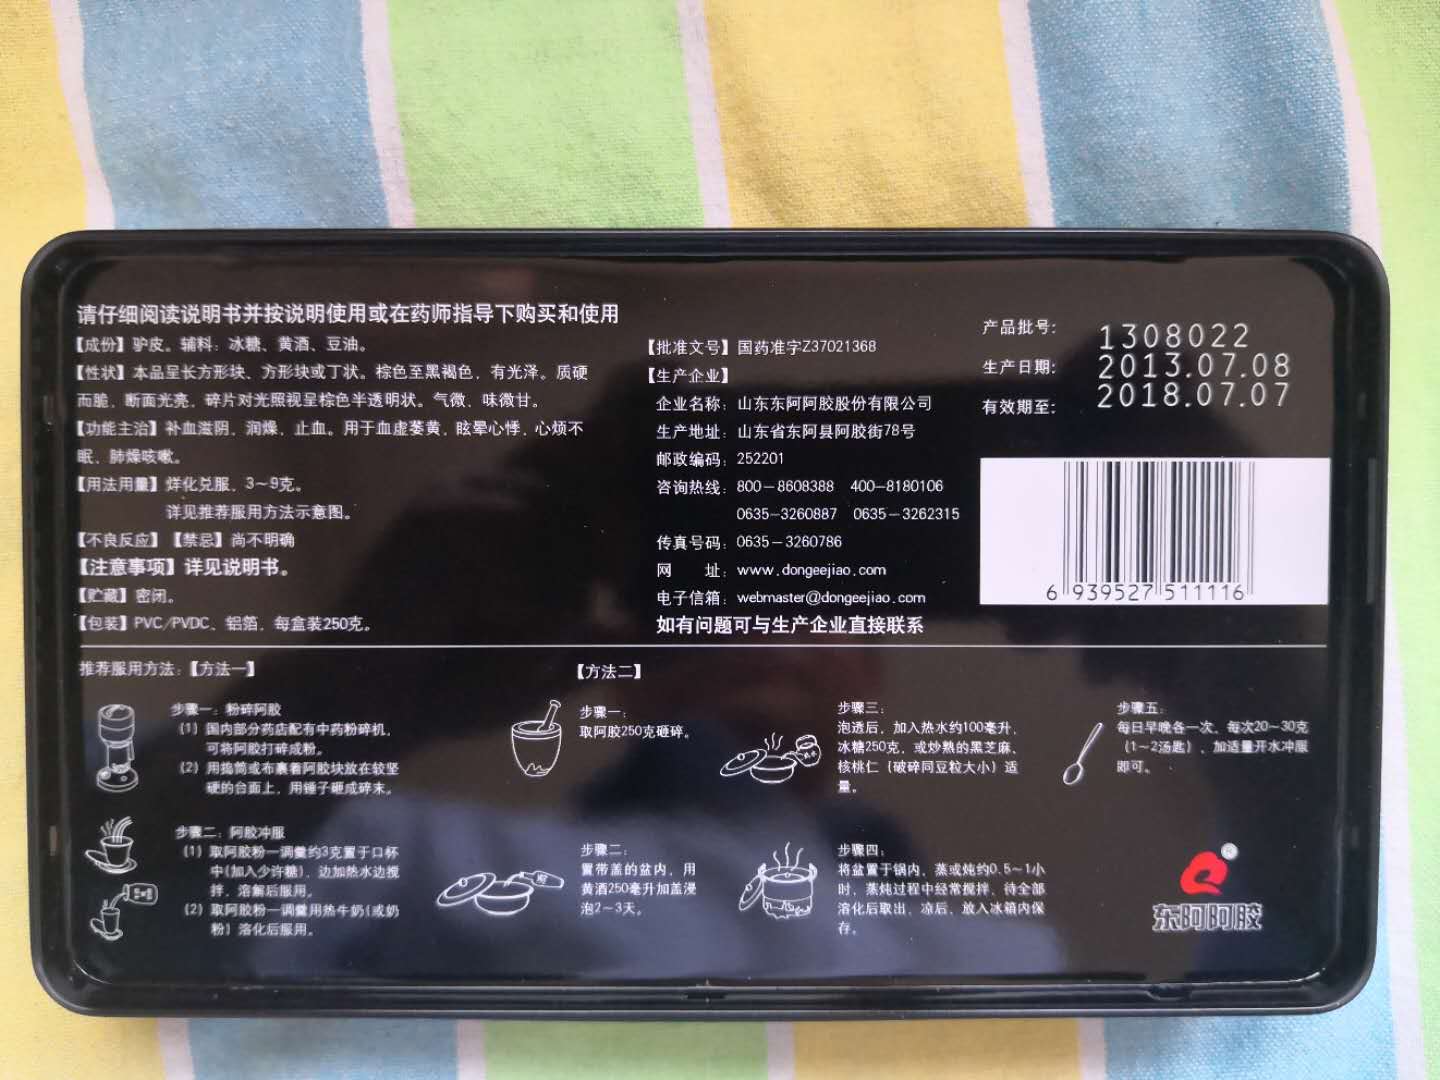 请仔细阅读说明书并按说明使用或在药师指导下购买和使用
【成份】驴皮。辅料：冰糖、黄酒、豆油。
【性状】本品呈长方形块、方形块或丁状。棕色至黑褐色，有光泽。质硬
而脆，断面光亮，碎片对光照视呈棕色半透明状。气微，味微甘。
【功能主治】补血滋阴，润燥，止血。用于血虚萎黄，眩晕心悸，心烦不
眠，肺燥咳嗽。
【用法用量】烊化兑服，3～9克。
详见推荐服用方法示意图。
【不良反应】【禁忌】尚不明确
【注意事项】详见说明书。
【贮藏】密闭。
【包装】PVC/PVDC、铝箔，每盒装250克。
【批准文号】国药准字Z37021368
【生产企业】
企业名称：山东东阿阿胶股份有限公司
生产地址：山东省东阿县阿胶街78号
邮政编码：252201
咨询热线：800－8608388 400－8180106
0635－3260887 0635－3262315
传真号码：0635－3260786
网 址：www.dongeejiao.com
电子信箱：webmaster@dongeejiao.com
如有问题可与生产企业直接联系
产品批号：1308022
生产日期：2013.07.08
有效期至：2018.07.07
6 939527 511116
推荐服用方法：【方法一】
步骤一：粉碎阿胶
(1) 国内部分药店配有中药粉碎机，
可将阿胶打碎成粉。
(2) 用捣筒或布裹着阿胶块放在较坚
硬的台面上，用锤子砸成碎末。
步骤二：阿胶冲服
(1) 取阿胶粉一调羹约3克置于口杯
中(加入少许糖)，边加热水边搅
拌，溶解后服用。
(2) 取阿胶粉一调羹用热牛奶(或奶
粉) 溶化后服用。
【方法二】
步骤一：
取阿胶250克砸碎。
步骤二：
置带盖的盆内，用
黄酒250毫升加盖浸
泡2～3天。
步骤三：
泡透后，加入热水约100毫升，
冰糖250克，或炒熟的黑芝麻、
核桃仁（破碎同豆粒大小）适
量。
步骤四：
将盆置于锅内，蒸或炖约0.5～1小
时，蒸炖过程中经常搅拌，待全部
溶化后取出，凉后，放入冰箱内保
存。
步骤五：
每日早晚各一次，每次20～30克
（1～2汤匙），加适量开水冲服
即可。
®
东阿阿胶